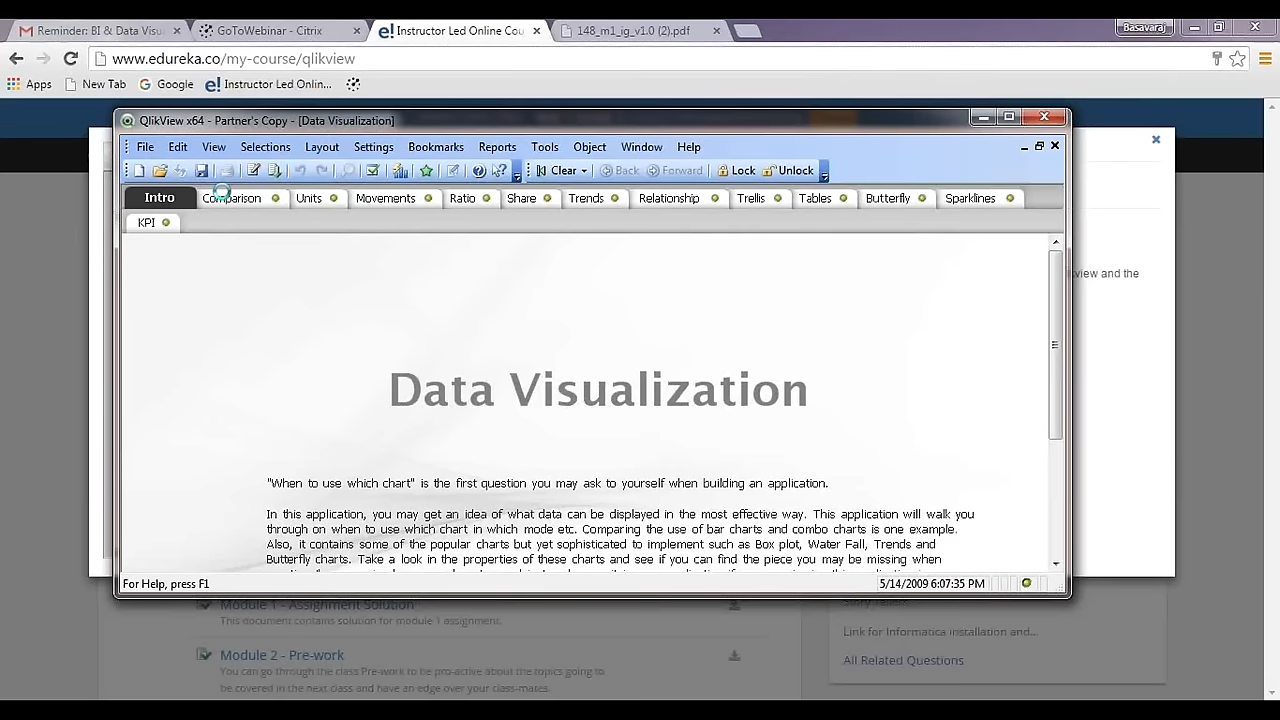 Reminder: BI & Data Visu
GoToWebinar - Citrix
Instructor Led Online Cou
148_m1_ig_v1.0 (2).pdf
Basavaraj
www.edureka.co/my-course/qlikview
Apps
New Tab
Google
Instructor Led Onlin...
QlikView x64 - Partner's Copy - [Data Visualization]
File Edit View Selections Layout Settings Bookmarks Reports Tools Object Window Help
Clear Back Forward Lock Unlock
Intro Comparison Units Movements Ratio Share Trends Relationship Trellis Tables Butterfly Sparklines
KPI
kview and the
Data Visualization
"When to use which chart" is the first question you may ask to yourself when building an application.
In this application, you may get an idea of what data can be displayed in the most effective way. This application will walk you
through on when to use which chart in which mode etc. Comparing the use of bar charts and combo charts is one example.
Also, it contains some of the popular charts but yet sophisticated to implement such as Box plot, Water Fall, Trends and
Butterfly charts. Take a look in the properties of these charts and see if you can find the piece you may be missing when
For Help, press F1
5/14/2009 6:07:35 PM
Module 1 - Assignment Solution
This document contains solution for module 1 assignment.
Module 2 - Pre-work
You can go through the class Pre-work to be pro-active about the topics going to
be covered in the next class and have an edge over your class-mates.
Link for Informatica installation and...
All Related Questions